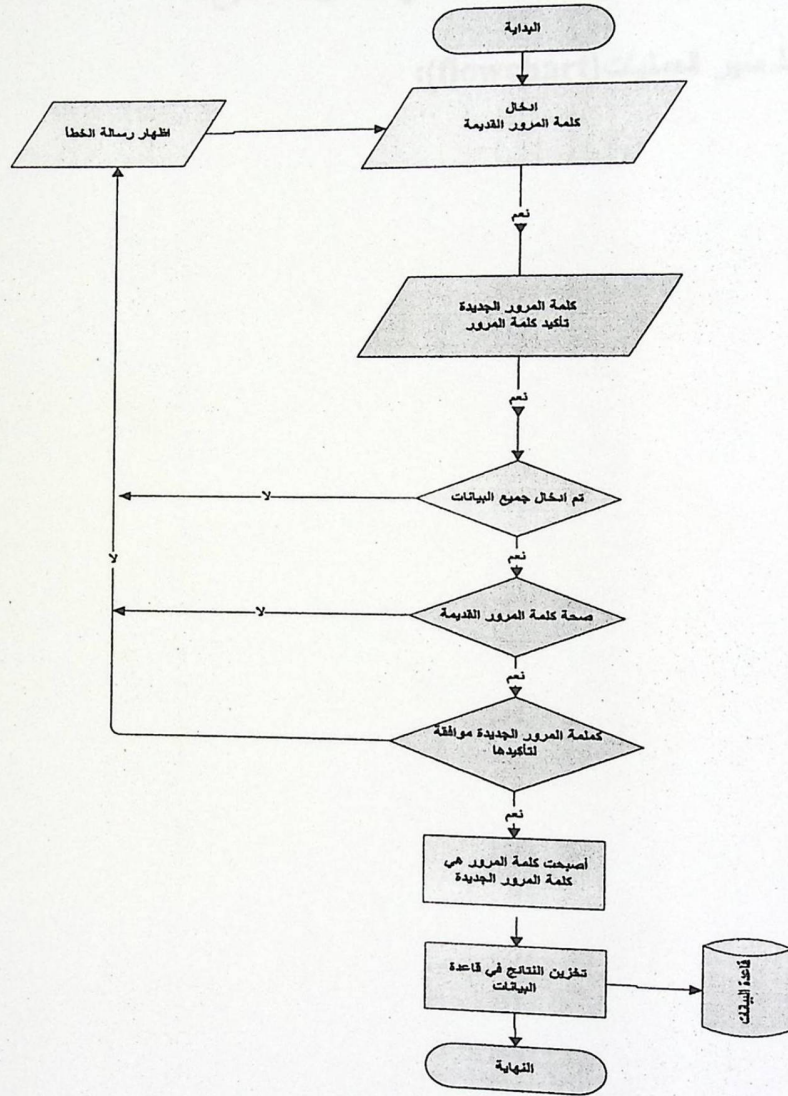 البداية
ادخال
كلمة المرور القديمة
اظهار رسالة الخطأ
نعم
كلمة المرور الجديدة
تأكيد كلمة المرور
نعم
تم ادخال جميع البيانات
لا
نعم
لا
صحة كلمة المرور القديمة
لا
نعم
كملمة المرور الجديدة موافقة
لتأكيدها
نعم
أصبحت كلمة المرور هي
كلمة المرور الجديدة
تخزين النتائج في قاعدة
البيانات
قاعدة البيانات
النهاية